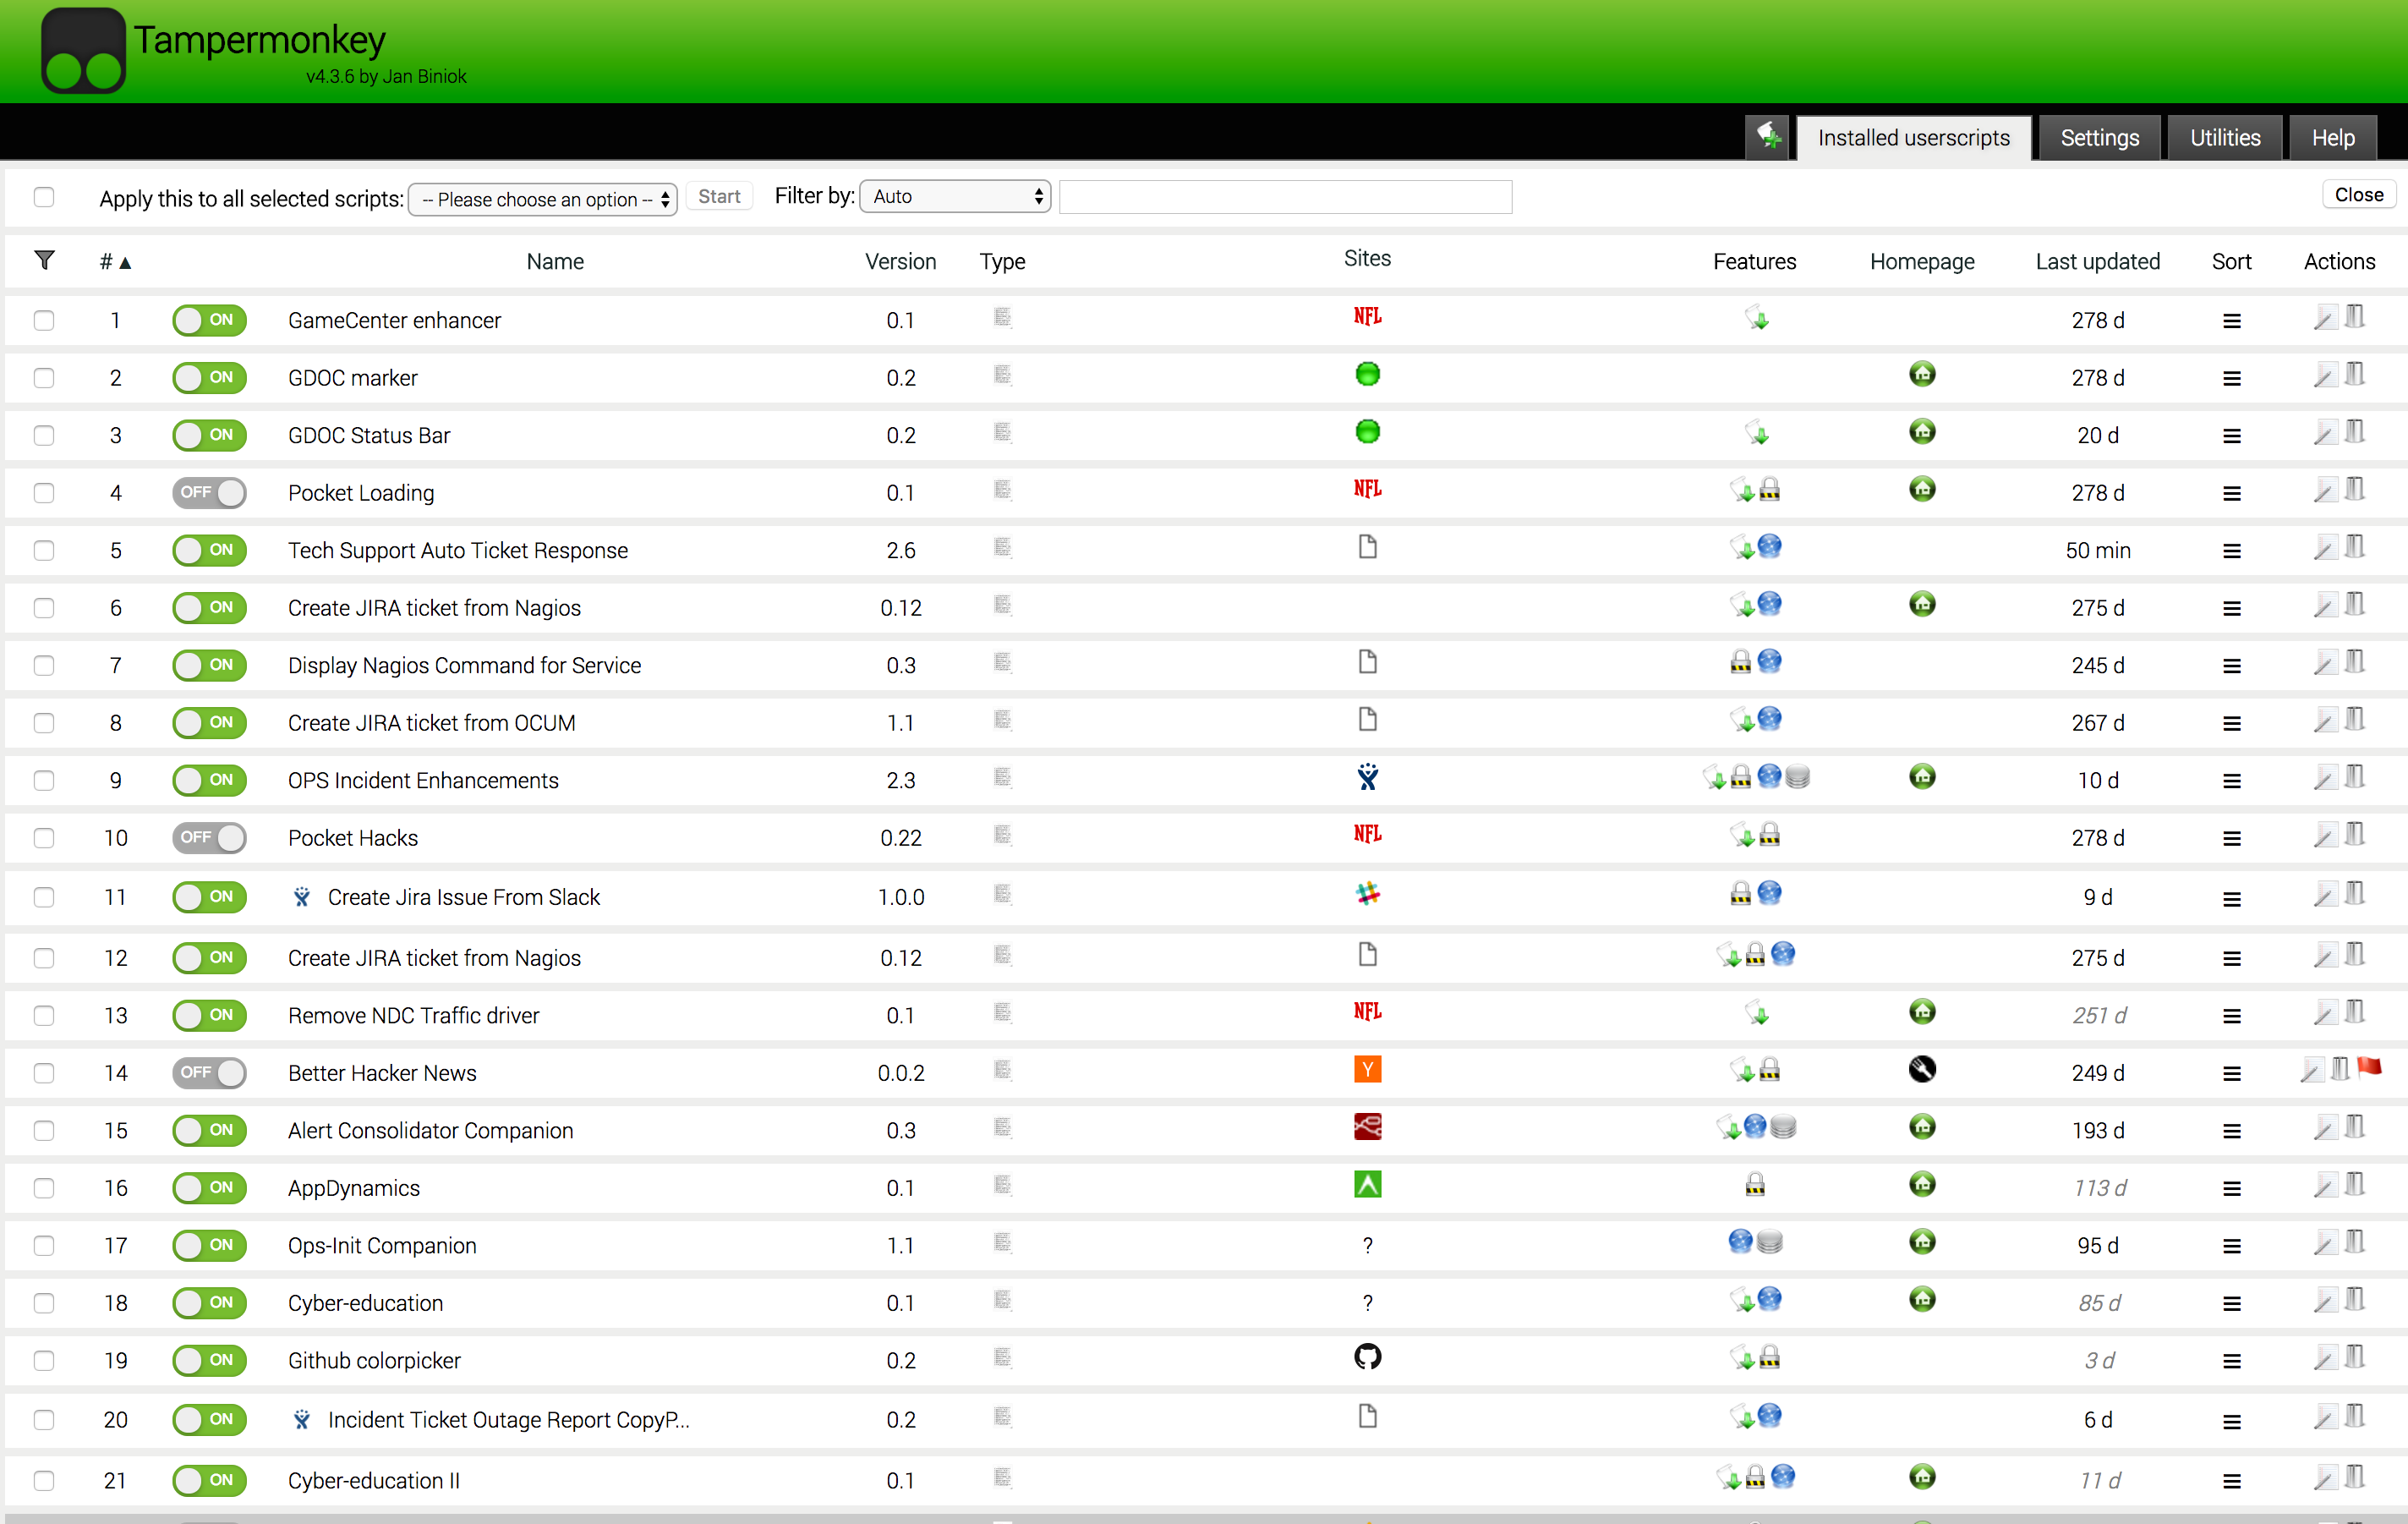 Tampermonkey
v4.3.6 by Jan Biniok
Installed userscripts Settings Utilities Help
Apply this to all selected scripts: -- Please choose an option -- Start Filter by: Auto Close
# ▲ Name Version Type Sites Features Homepage Last updated Sort Actions
1 ON GameCenter enhancer 0.1 NFL 278 d
2 ON GDOC marker 0.2 278 d
3 ON GDOC Status Bar 0.2 20 d
4 OFF Pocket Loading 0.1 NFL 278 d
5 ON Tech Support Auto Ticket Response 2.6 50 min
6 ON Create JIRA ticket from Nagios 0.12 275 d
7 ON Display Nagios Command for Service 0.3 245 d
8 ON Create JIRA ticket from OCUM 1.1 267 d
9 ON OPS Incident Enhancements 2.3 10 d
10 OFF Pocket Hacks 0.22 NFL 278 d
11 ON Create Jira Issue From Slack 1.0.0 9 d
12 ON Create JIRA ticket from Nagios 0.12 275 d
13 ON Remove NDC Traffic driver 0.1 NFL 251 d
14 OFF Better Hacker News 0.0.2 Y 249 d
15 ON Alert Consolidator Companion 0.3 193 d
16 ON AppDynamics 0.1 113 d
17 ON Ops-Init Companion 1.1 ? 95 d
18 ON Cyber-education 0.1 ? 85 d
19 ON Github colorpicker 0.2 3 d
20 ON Incident Ticket Outage Report CopyP... 0.2 6 d
21 ON Cyber-education II 0.1 11 d